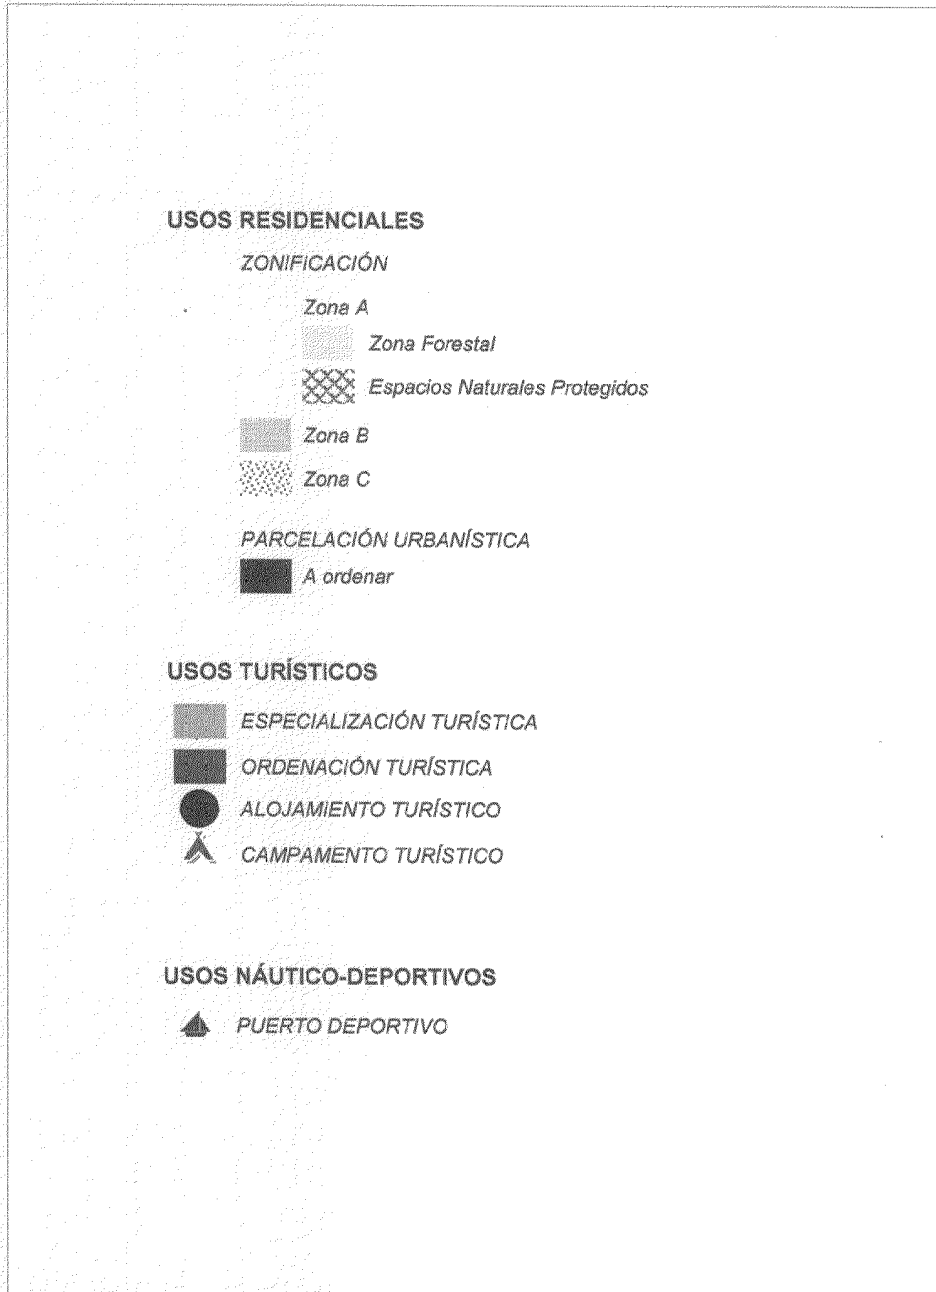 USOS RESIDENCIALES
ZONIFICACIÓN
Zona A
Zona Forestal
Espacios Naturales Protegidos
Zona B
Zona C
PARCELACIÓN URBANÍSTICA
A ordenar
USOS TURÍSTICOS
ESPECIALIZACIÓN TURÍSTICA
ORDENACIÓN TURÍSTICA
ALOJAMIENTO TURÍSTICO
CAMPAMENTO TURÍSTICO
USOS NÁUTICO-DEPORTIVOS
PUERTO DEPORTIVO